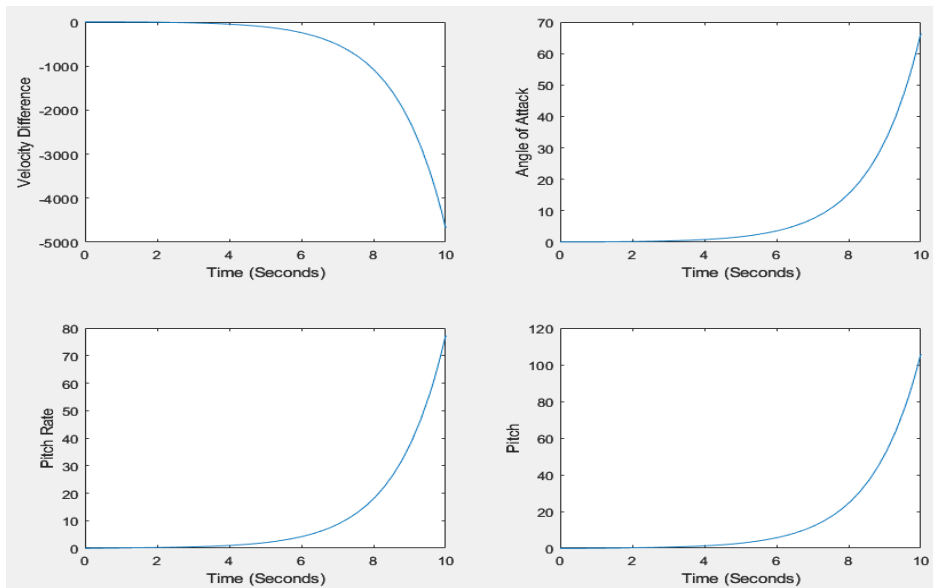 0
-1000
-2000
-3000
-4000
-5000
Velocity Difference
0 2 4 6 8 10
Time (Seconds)
70
60
50
40
30
20
10
0
Angle of Attack
0 2 4 6 8 10
Time (Seconds)
80
70
60
50
40
30
20
10
0
Pitch Rate
0 2 4 6 8 10
Time (Seconds)
120
100
80
60
40
20
0
Pitch
0 2 4 6 8 10
Time (Seconds)